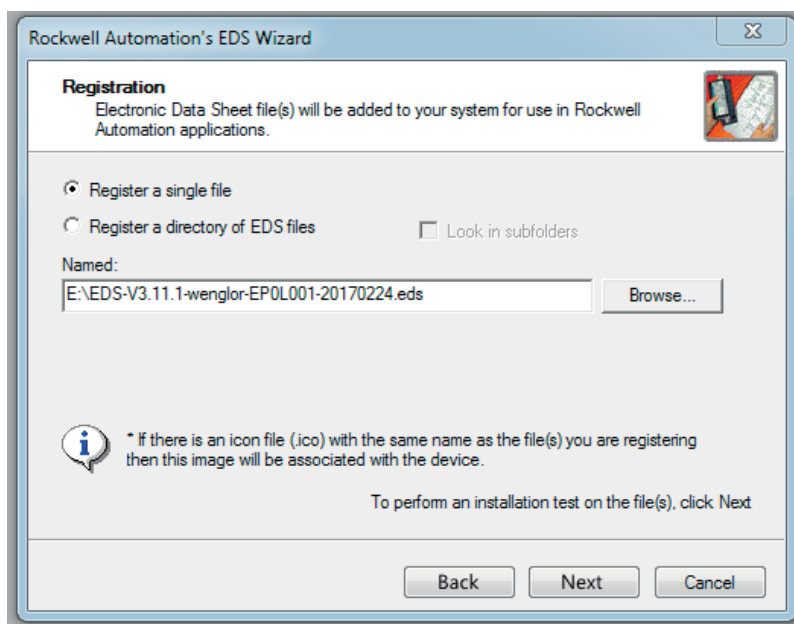 Rockwell Automation's EDS Wizard
Registration
Electronic Data Sheet file(s) will be added to your system for use in Rockwell
Automation applications.
Register a single file
Register a directory of EDS files
Look in subfolders
Named:
E:\EDS-V3.11.1-wenglor-EP0L001-20170224.eds
Browse...
* If there is an icon file (.ico) with the same name as the file(s) you are registering
then this image will be associated with the device.
To perform an installation test on the file(s), click Next
Back
Next
Cancel